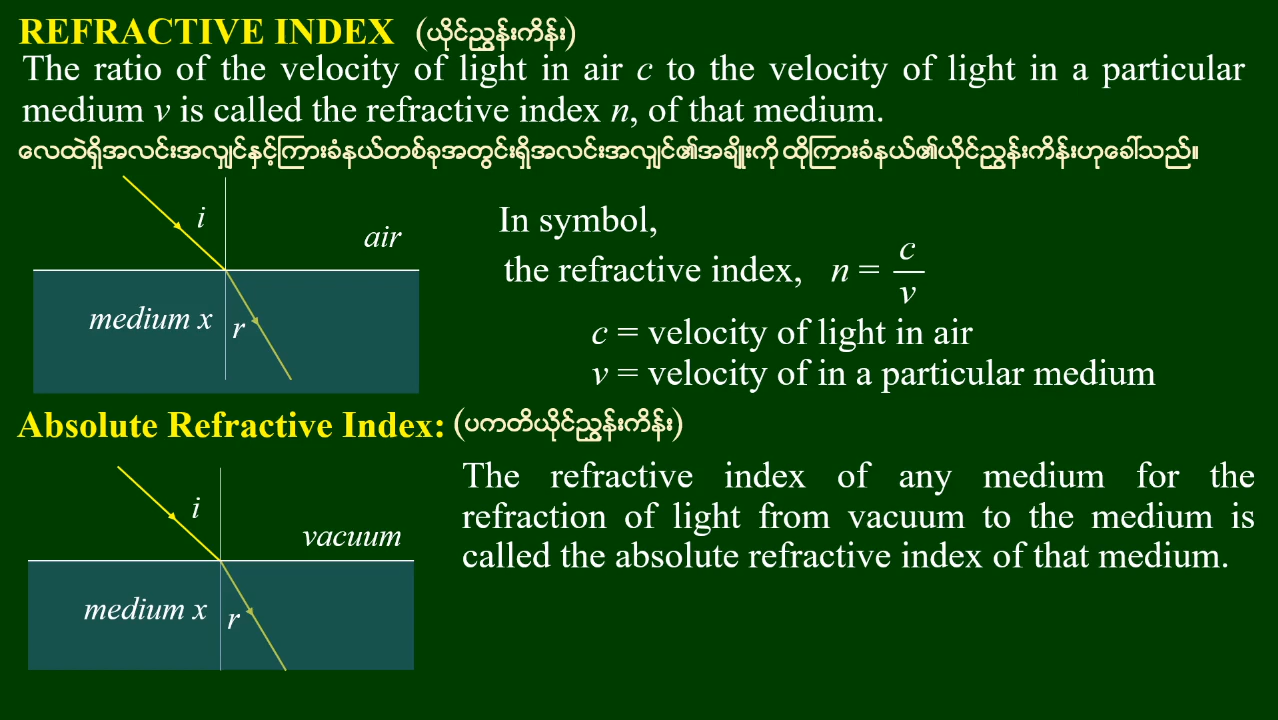 REFRACTIVE INDEX (ယိုင်ညွှန်းကိန်း)
The ratio of the velocity of light in air c to the velocity of light in a particular
medium v is called the refractive index n, of that medium.
လေထဲရှိအလင်းအလျှင်နှင့်ကြားခံနယ်တစ်ခုအတွင်းရှိအလင်းအလျှင်၏အချိုးကို ထိုကြားခံနယ်၏ယိုင်ညွှန်းကိန်းဟုခေါ်သည်။
i
air
medium x
r
In symbol,
the refractive index, n = c/v
c = velocity of light in air
v = velocity of in a particular medium
Absolute Refractive Index: (ပကတိယိုင်ညွှန်းကိန်း)
i
vacuum
medium x
r
The refractive index of any medium for the
refraction of light from vacuum to the medium is
called the absolute refractive index of that medium.